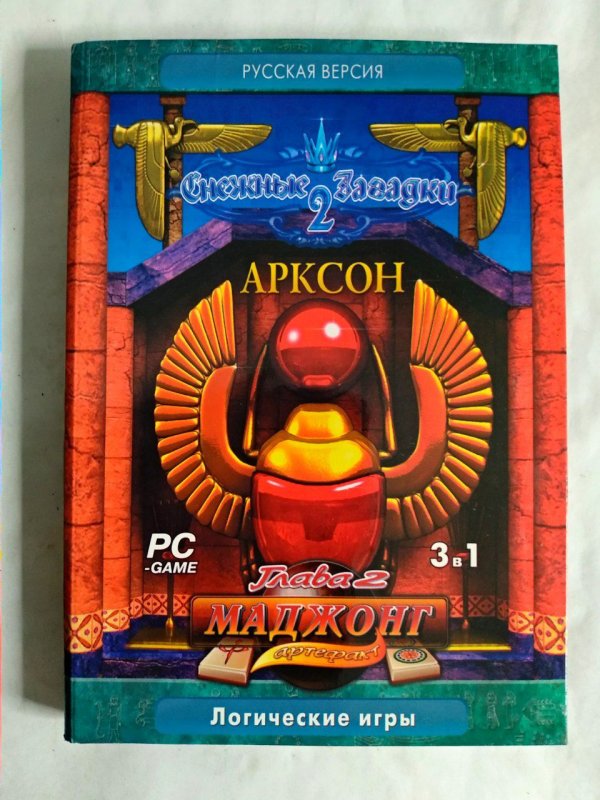 РУССКАЯ ВЕРСИЯ
Снежные Загадки
2
АРКСОН
PC
-GAME
3 в 1
Глава 2
МАДЖОНГ
артефакт
Логические игры